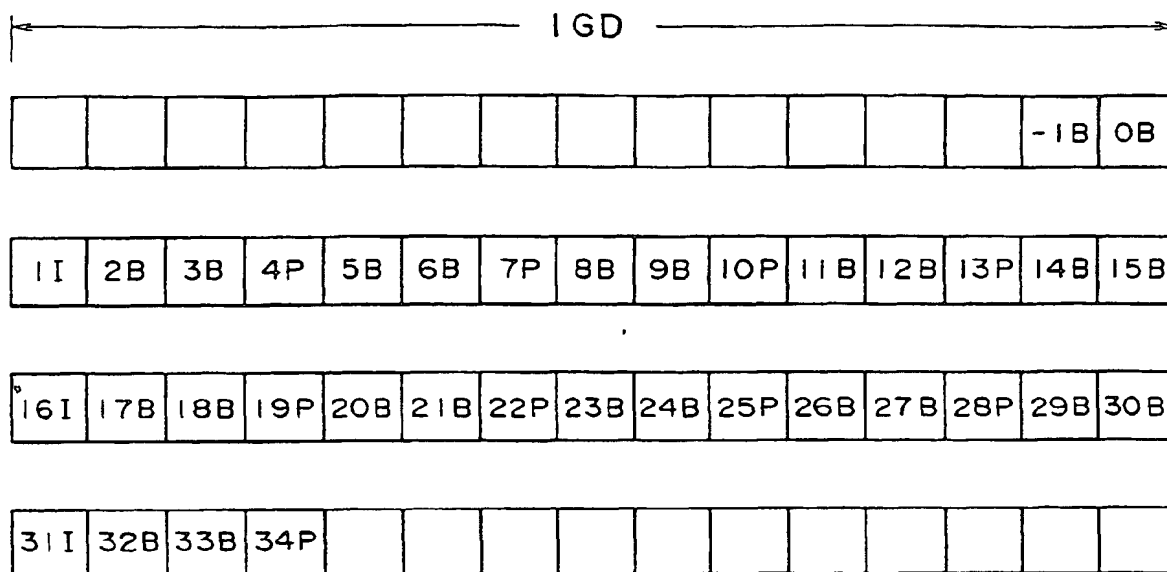 1GD
-1B 0B
1I 2B 3B 4P 5B 6B 7P 8B 9B 10P 11B 12B 13P 14B 15B
16I 17B 18B 19P 20B 21B 22P 23B 24B 25P 26B 27B 28P 29B 30B
31I 32B 33B 34P